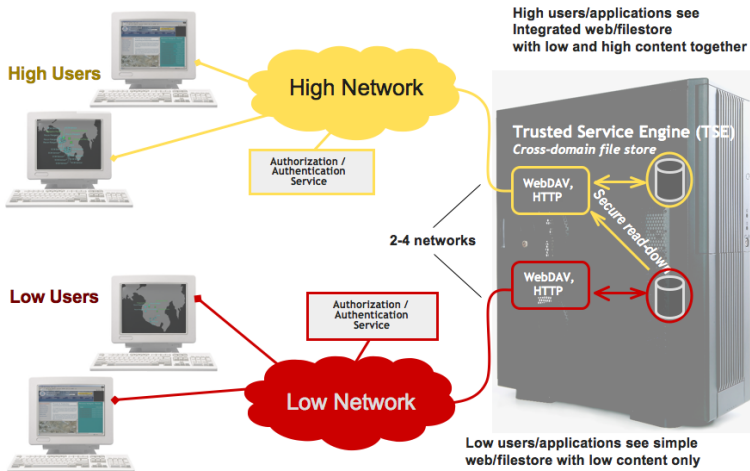 High users/applications see
Integrated web/filestore
with low and high content together
High Users
High Network
Trusted Service Engine (TSE)
Cross-domain file store
Authorization /
Authentication
Service
WebDAV,
HTTP
Secure read-down
2-4 networks
WebDAV,
HTTP
Low Users
Authorization /
Authentication
Service
Low Network
Low users/applications see simple
web/filestore with low content only